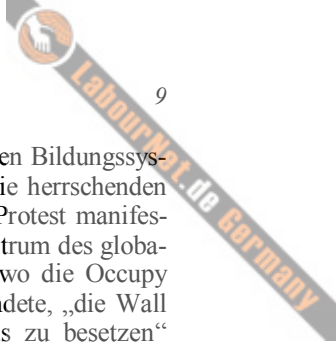 9
LabourNet.de Germany
en Bildungssys-
ie herrschenden
Protest manifes-
trum des globa-
wo die Occupy
ndete, „die Wall
s zu besetzen“